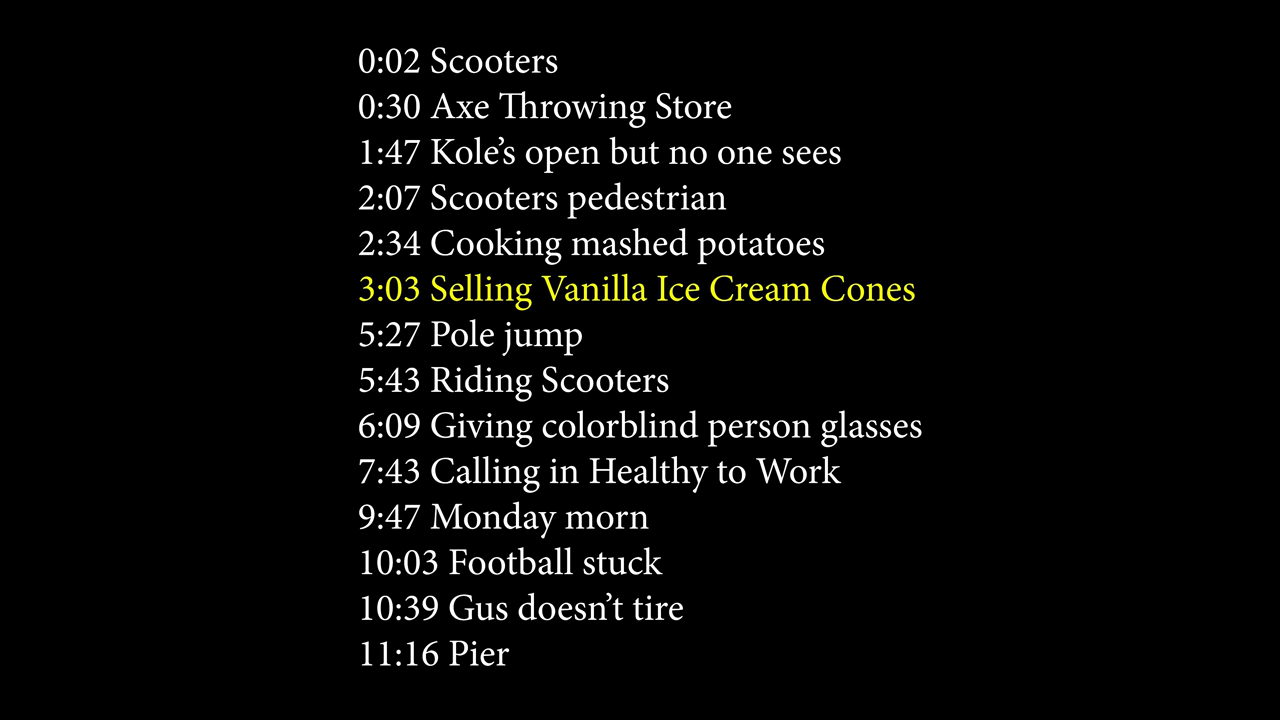 0:02 Scooters
0:30 Axe Throwing Store
1:47 Kole’s open but no one sees
2:07 Scooters pedestrian
2:34 Cooking mashed potatoes
3:03 Selling Vanilla Ice Cream Cones
5:27 Pole jump
5:43 Riding Scooters
6:09 Giving colorblind person glasses
7:43 Calling in Healthy to Work
9:47 Monday morn
10:03 Football stuck
10:39 Gus doesn’t tire
11:16 Pier